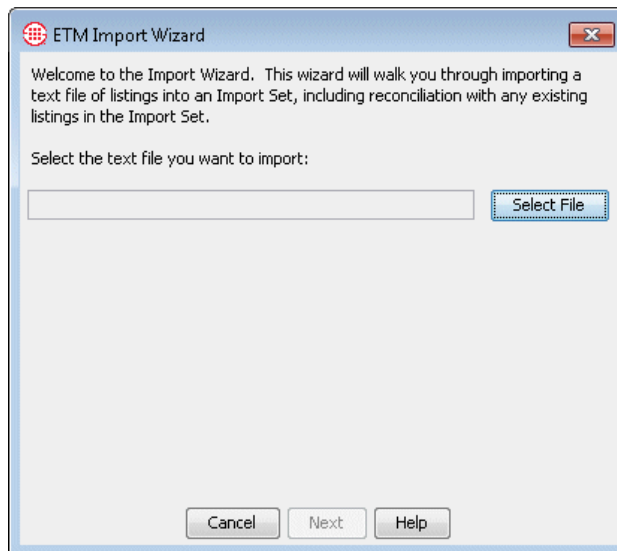 ETM Import Wizard
Welcome to the Import Wizard. This wizard will walk you through importing a
text file of listings into an Import Set, including reconciliation with any existing
listings in the Import Set.
Select the text file you want to import:
Select File
Cancel Next Help